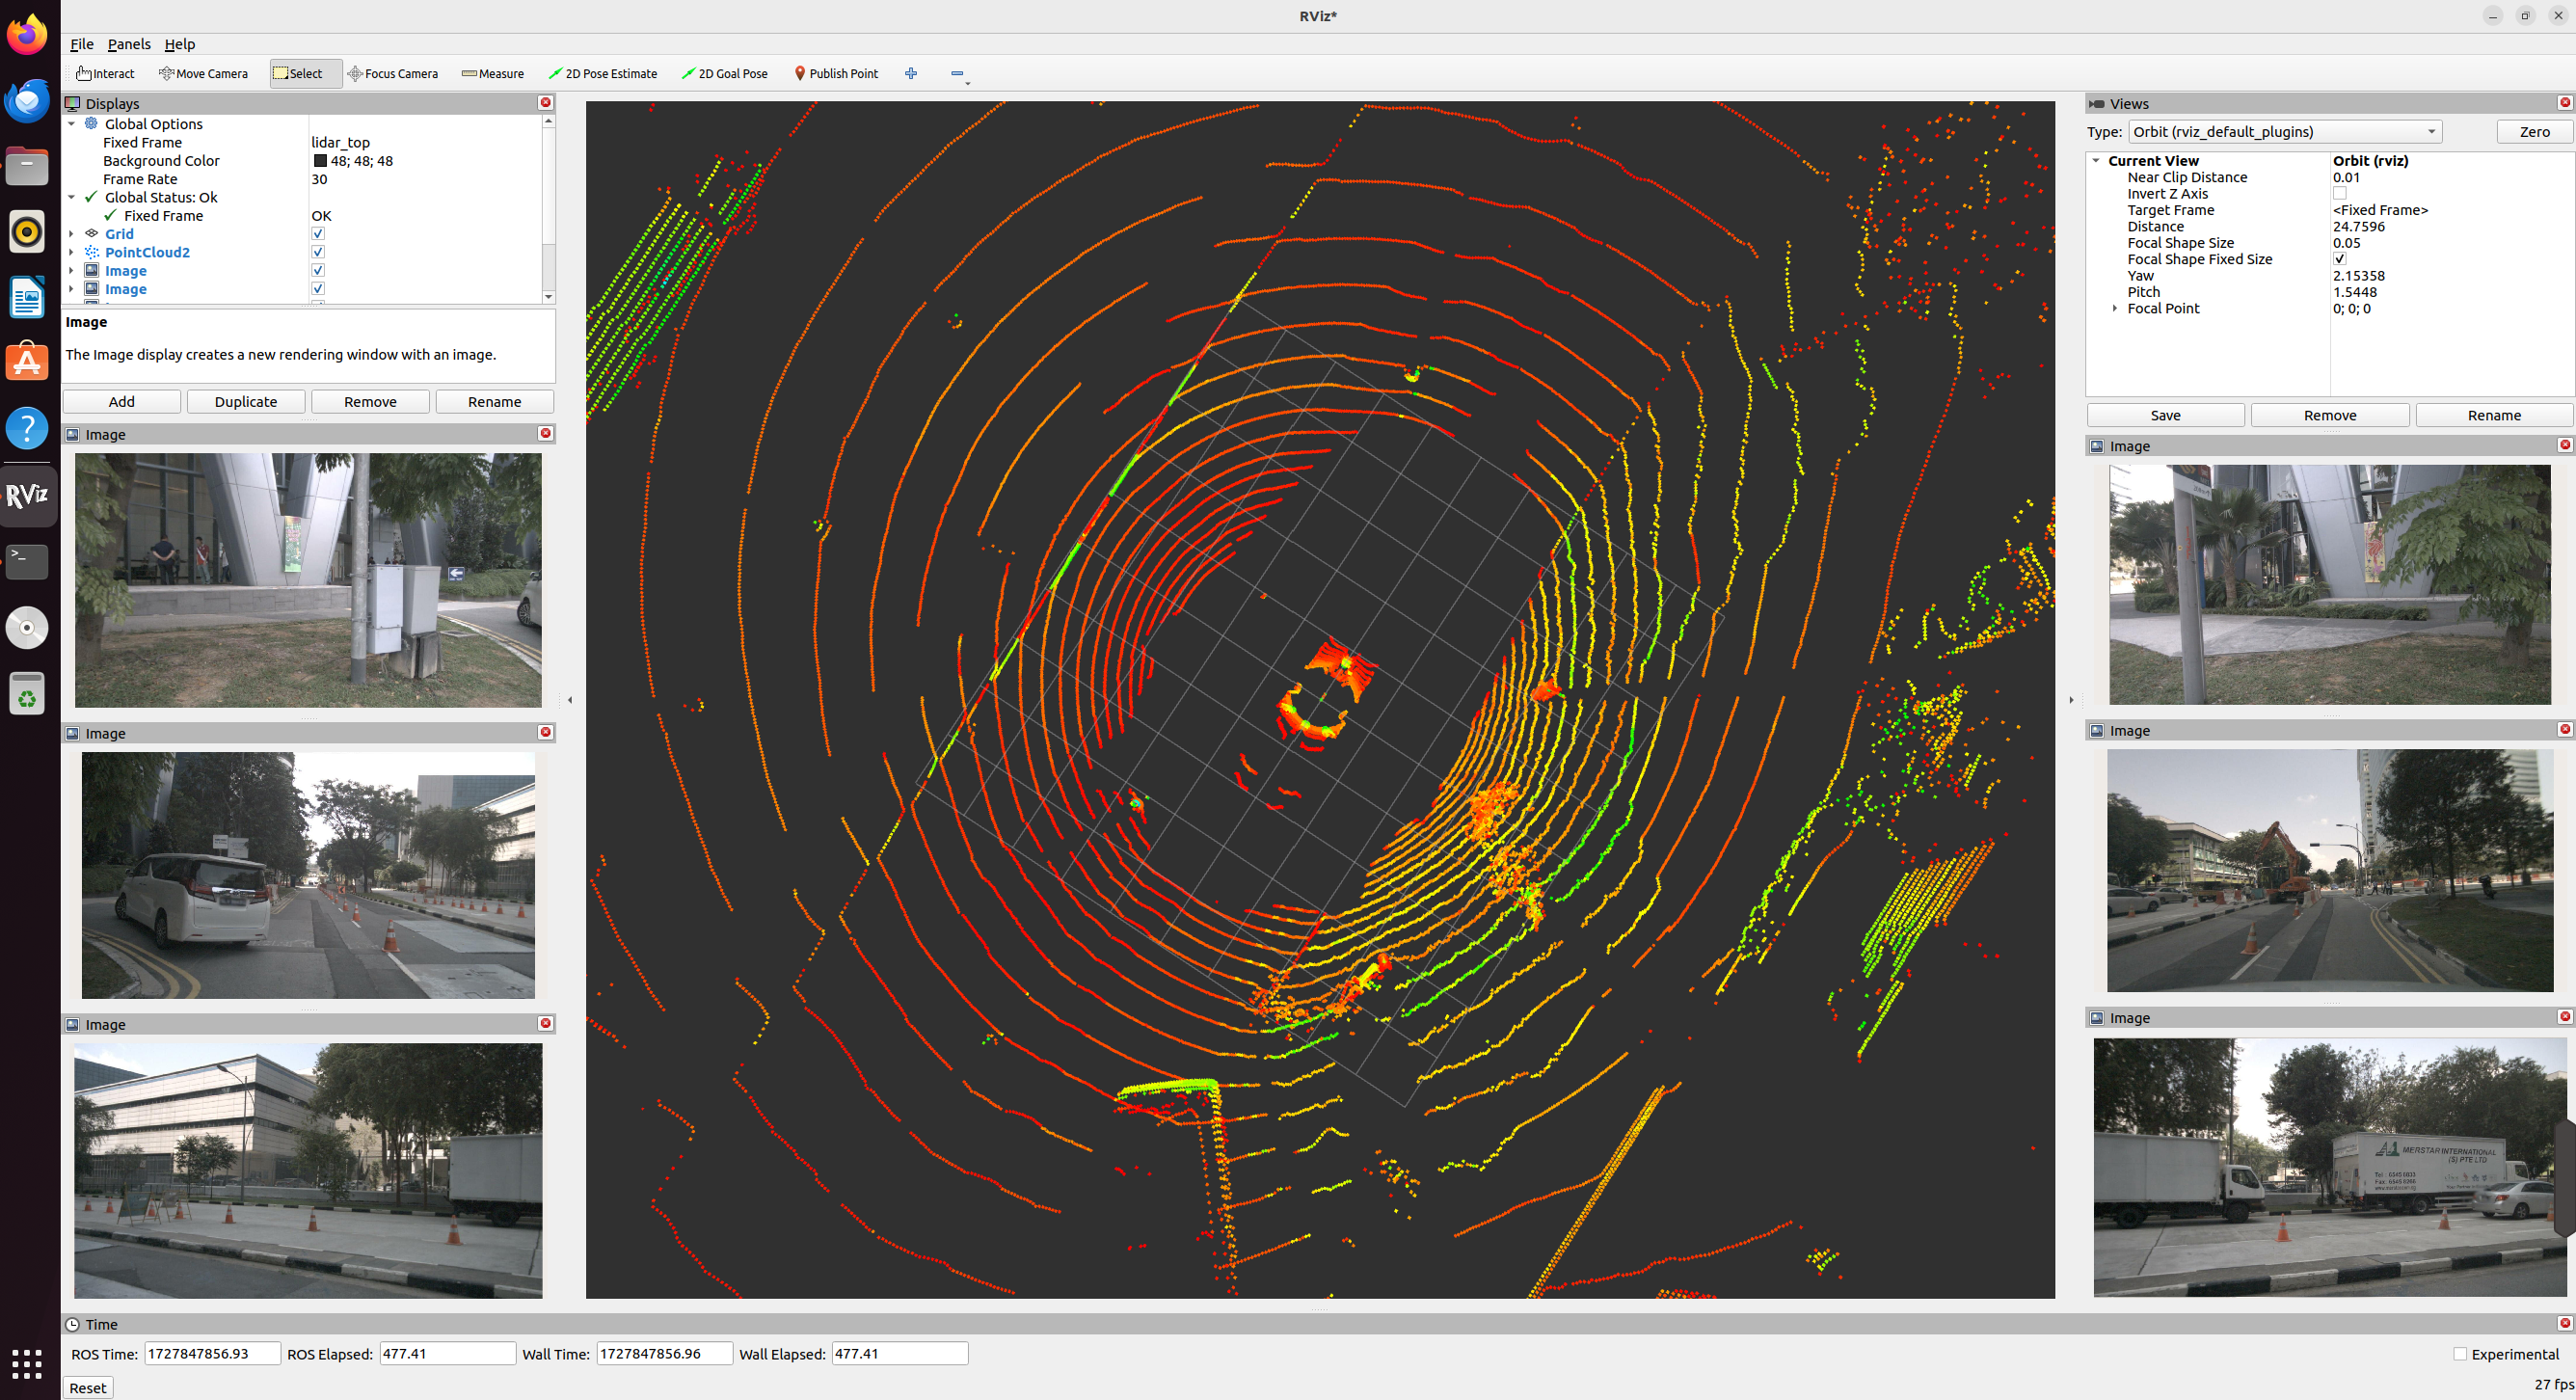 RViz*
File Panels Help
Interact Move Camera Select Focus Camera Measure 2D Pose Estimate 2D Goal Pose Publish Point
Displays
Global Options
Fixed Frame lidar_top
Background Color 48; 48; 48
Frame Rate 30
Global Status: Ok
Fixed Frame OK
Grid
PointCloud2
Image
Image
Image
The Image display creates a new rendering window with an image.
Add Duplicate Remove Rename
Image
Image
Image
RViz
Views
Type: Orbit (rviz_default_plugins) Zero
Current View Orbit (rviz)
Near Clip Distance 0.01
Invert Z Axis
Target Frame <Fixed Frame>
Distance 24.7596
Focal Shape Size 0.05
Focal Shape Fixed Size
Yaw 2.15358
Pitch 1.5448
Focal Point 0; 0; 0
Save Remove Rename
Image
Image
Image
A1 MERSTAR INTERNATIONAL
(S) PTE LTD
Time
ROS Time: 1727847856.93 ROS Elapsed: 477.41 Wall Time: 1727847856.96 Wall Elapsed: 477.41 Experimental
Reset 27 fps